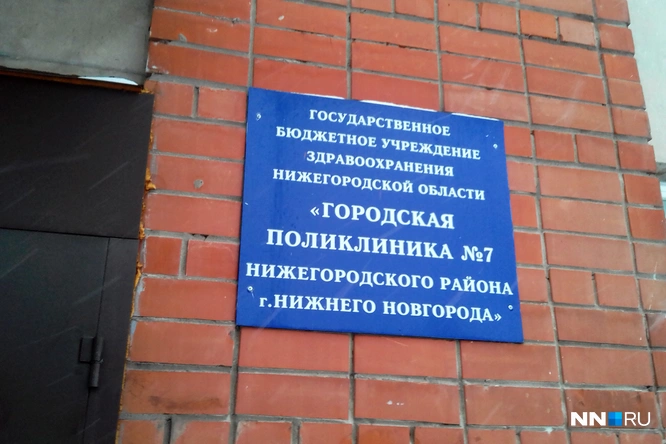 ГОСУДАРСТВЕННОЕ
БЮДЖЕТНОЕ УЧРЕЖДЕНИЕ
ЗДРАВООХРАНЕНИЯ
НИЖЕГОРОДСКОЙ ОБЛАСТИ
«ГОРОДСКАЯ
ПОЛИКЛИНИКА №7
НИЖЕГОРОДСКОГО РАЙОНА
г.НИЖНЕГО НОВГОРОДА»
NN RU